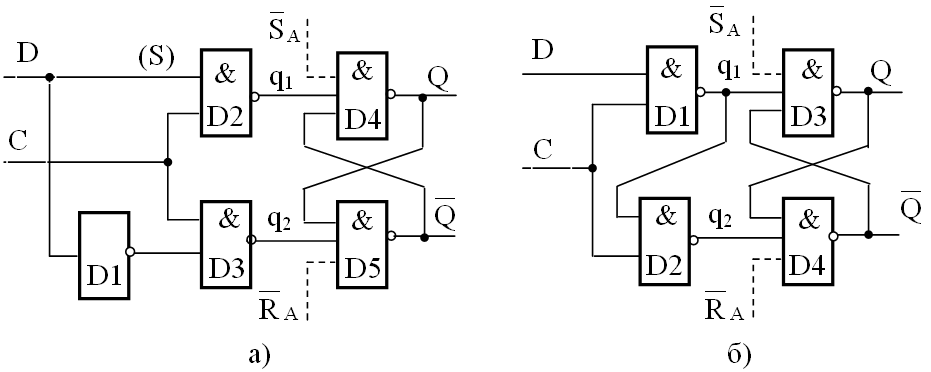 S̅A
D
(S)
&
D2
q1
&
D4
Q
C
&
D3
q2
&
D5
Q̅
D1
R̅A
а)
S̅A
D
&
D1
q1
&
D3
Q
C
&
D2
q2
&
D4
Q̅
R̅A
б)